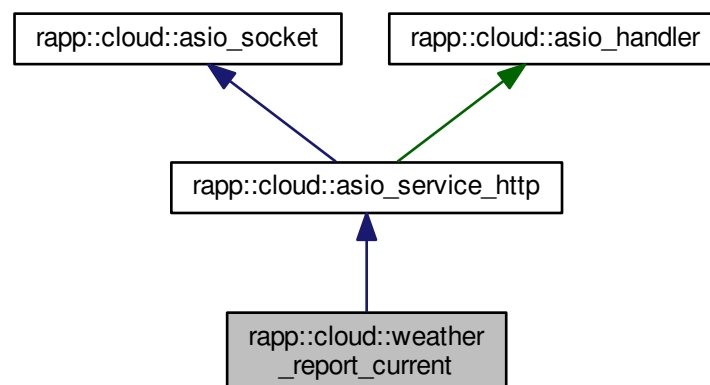 rapp::cloud::asio_socket
rapp::cloud::asio_handler
rapp::cloud::asio_service_http
rapp::cloud::weather
_report_current